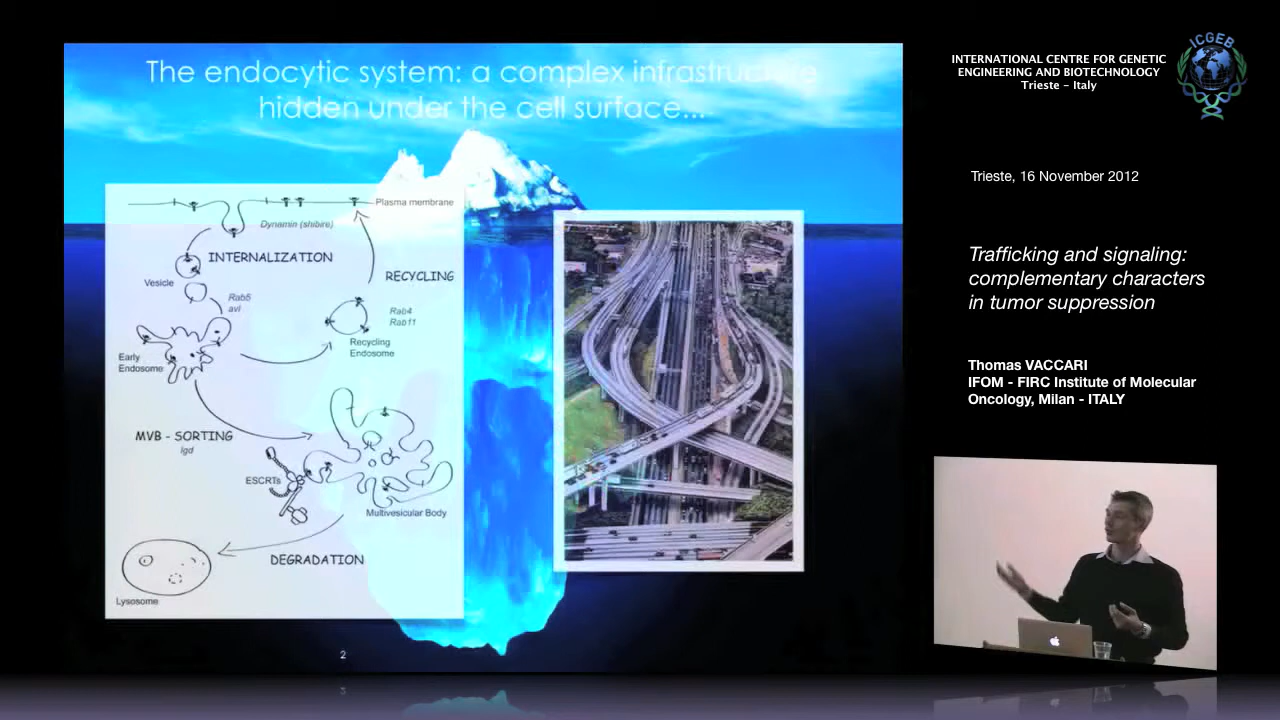 The endocytic system: a complex infrastructure
hidden under the cell surface...
Plasma membrane
Dynamin (shibire)
INTERNALIZATION
RECYCLING
Vesicle
Rab5
avl
Rab4
Rab11
Recycling
Endosome
Early
Endosome
MVB - SORTING
lgd
ESCRTs
Multivesicular Body
DEGRADATION
Lysosome
2
INTERNATIONAL CENTRE FOR GENETIC
ENGINEERING AND BIOTECHNOLOGY
Trieste - Italy
ICGEB
Trieste, 16 November 2012
Trafficking and signaling:
complementary characters
in tumor suppression
Thomas VACCARI
IFOM - FIRC Institute of Molecular
Oncology, Milan - ITALY